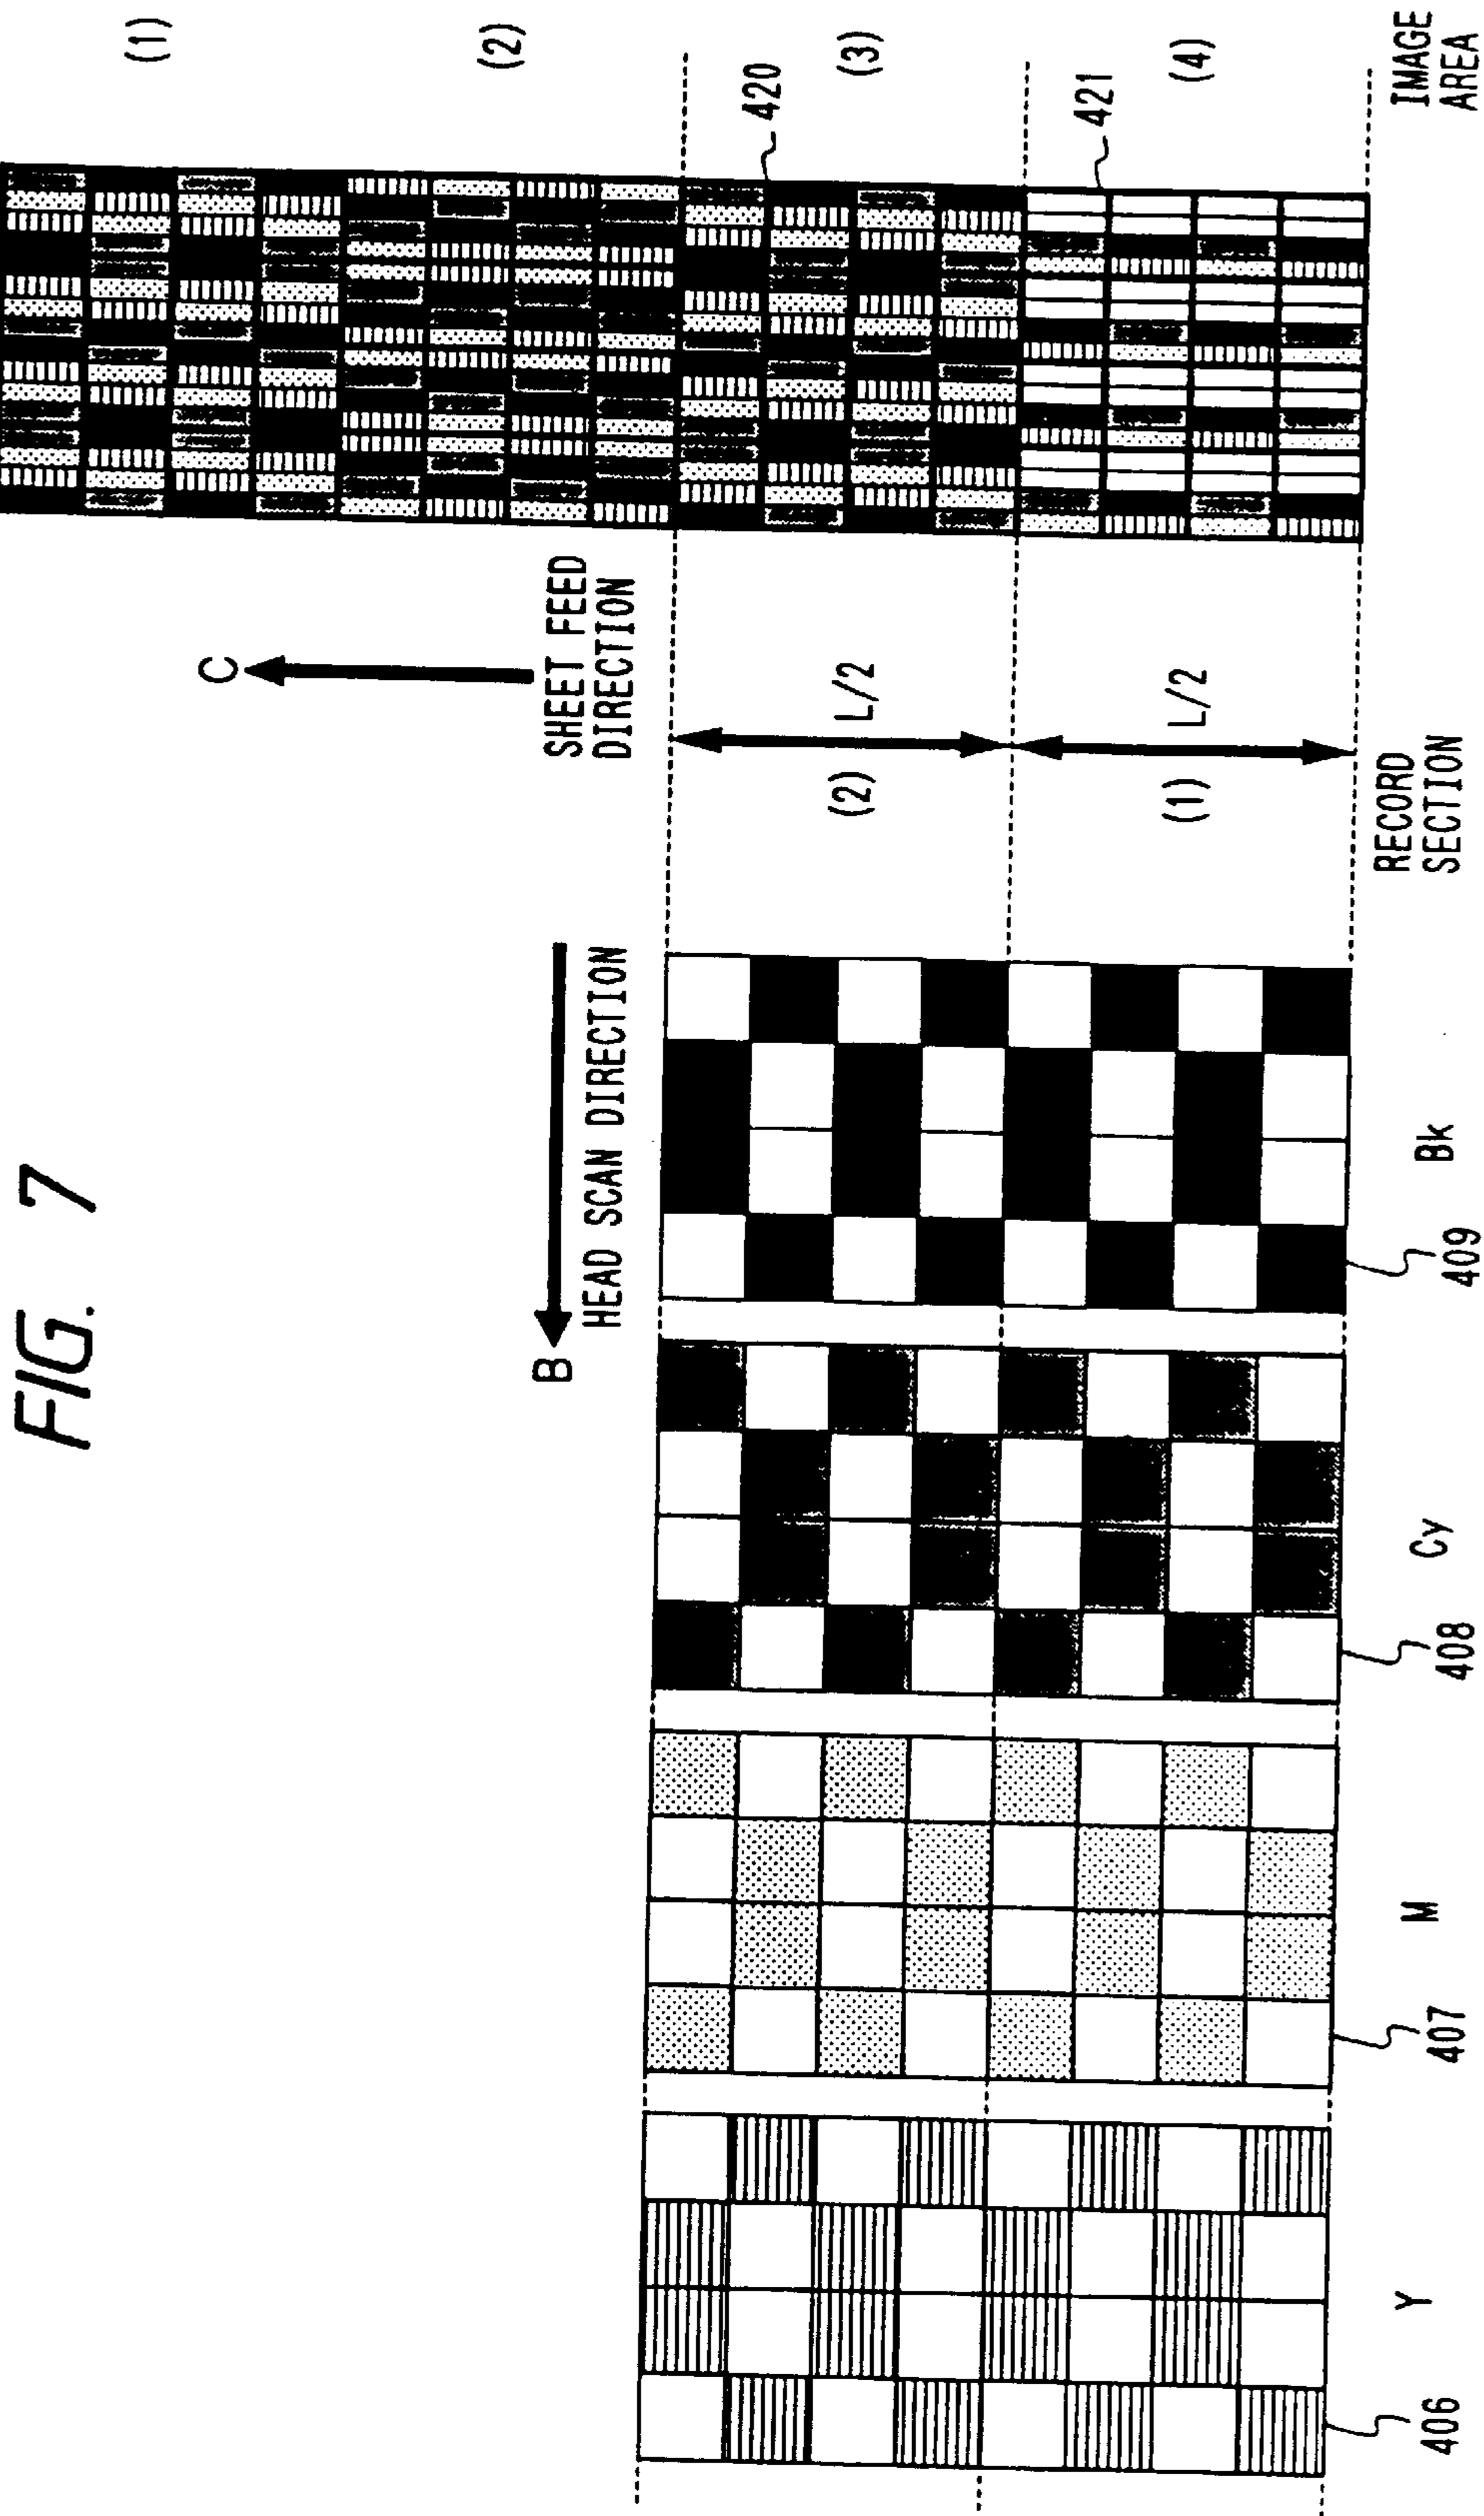 FIG. 7
B
HEAD SCAN DIRECTION
C
SHEET FEED
DIRECTION
(1)
(2)
(3)
(4)
420
421
IMAGE
AREA
(2)
L/2
(1)
L/2
RECORD
SECTION
Y
M
Cy
Bk
406
407
408
409